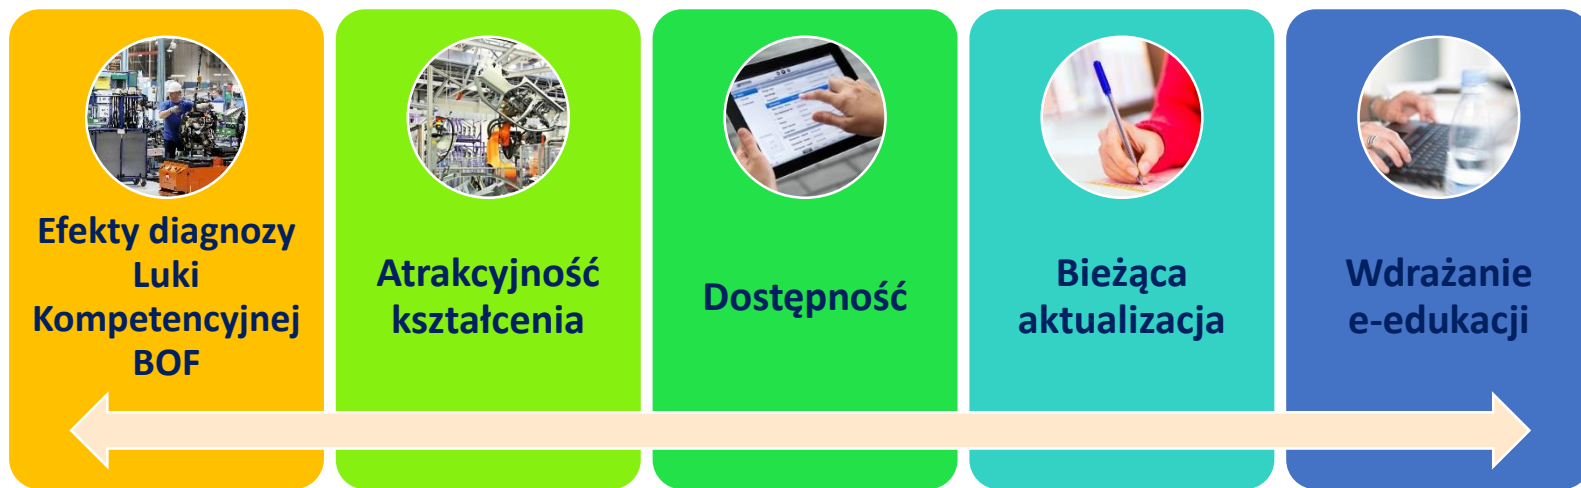 Efekty diagnozy
Luki
Kompetencyjnej
BOF
Atrakcyjność
kształcenia
Dostępność
Bieżąca
aktualizacja
Wdrażanie
e-edukacji